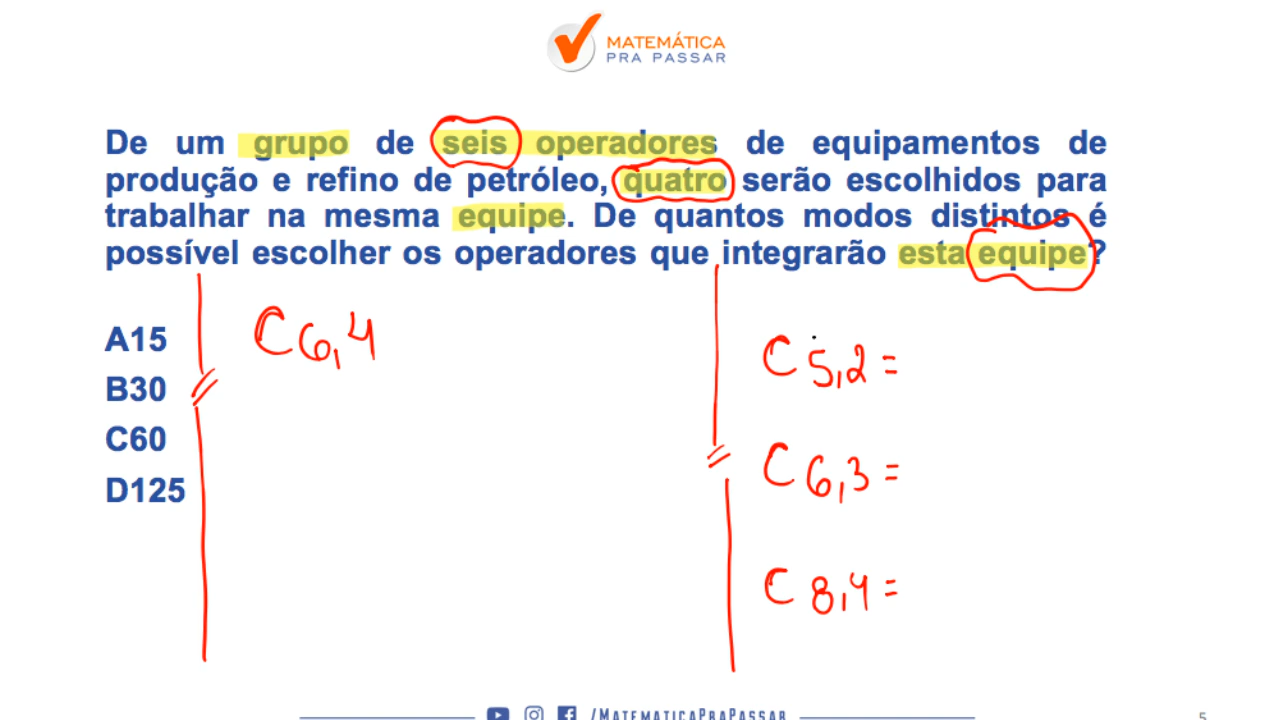 MATEMÁTICA
PRA PASSAR
De um grupo de seis operadores de equipamentos de
produção e refino de petróleo, quatro serão escolhidos para
trabalhar na mesma equipe. De quantos modos distintos é
possível escolher os operadores que integrarão esta equipe?
A15
B30
C60
D125
C6,4
C5,2=
C6,3=
C8,4=
/MATEMATICAPRAPASSAR
5